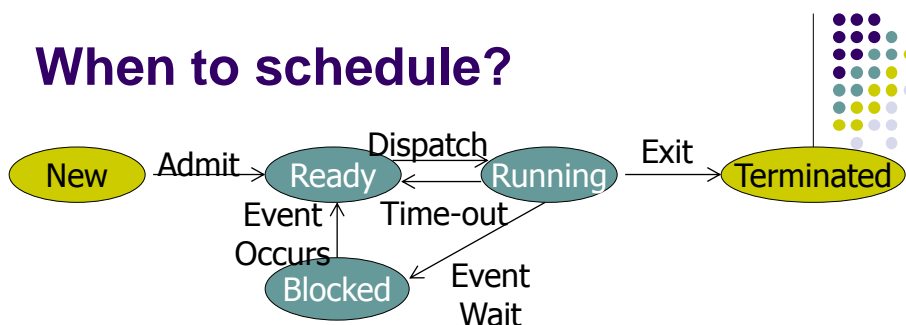 When to schedule?
Dispatch
Exit
New
Admit
Ready
Running
Terminated
Event
Occurs
Time-out
Blocked
Event
Wait